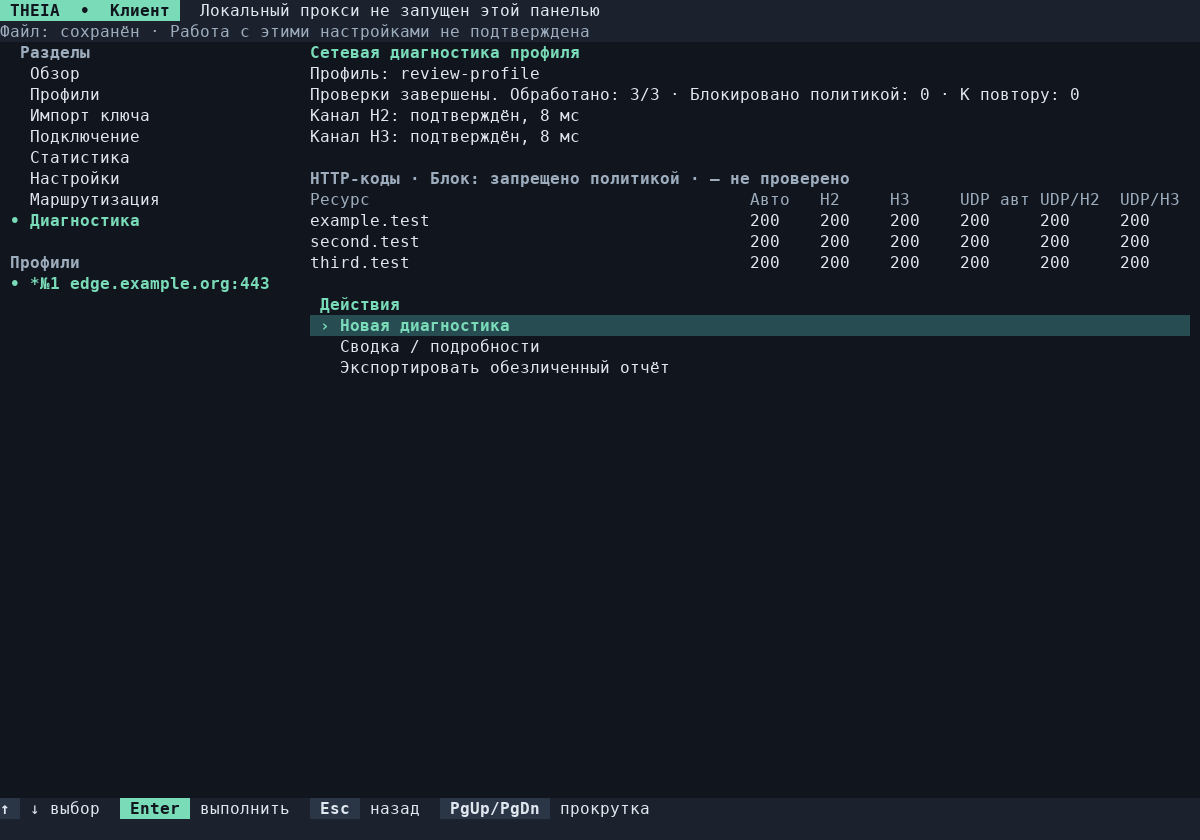 THEIA • Клиент Локальный прокси не запущен этой панелью
Файл: сохранён · Работа с этими настройками не подтверждена
Разделы
Обзор
Профили
Импорт ключа
Подключение
Статистика
Настройки
Маршрутизация
• Диагностика
Профили
• *№1 edge.example.org:443
Сетевая диагностика профиля
Профиль: review-profile
Проверки завершены. Обработано: 3/3 · Блокировано политикой: 0 · К повтору: 0
Канал H2: подтверждён, 8 мс
Канал H3: подтверждён, 8 мс
HTTP-коды · Блок: запрещено политикой · — не проверено
Ресурс Авто H2 H3 UDP авт UDP/H2 UDP/H3
example.test 200 200 200 200 200 200
second.test 200 200 200 200 200 200
third.test 200 200 200 200 200 200
Действия
› Новая диагностика
Сводка / подробности
Экспортировать обезличенный отчёт
↑ ↓ выбор Enter выполнить Esc назад PgUp/PgDn прокрутка